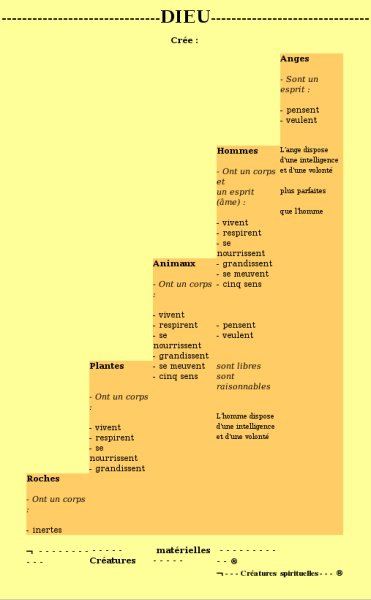 --------------------------------DIEU--------------------------------
Crée :
Anges
- Sont un
esprit :
- pensent
- veulent
L'ange dispose
d'une intelligence
et d'une volonté
plus parfaites
que l'homme
Hommes
- Ont un corps
et
un esprit
(âme) :
- vivent
- respirent
- se
nourrissent
- grandissent
- se meuvent
- cinq sens
- pensent
- veulent
sont libres
sont
raisonnables
L'homme dispose
d'une intelligence
et d'une volonté
Animaux
- Ont un corps
:
- vivent
- respirent
- se
nourrissent
- grandissent
- se meuvent
- cinq sens
Plantes
- Ont un corps
:
- vivent
- respirent
- se
nourrissent
- grandissent
Roches
- Ont un corps
:
- inertes
¬ - - - - - - - - - - - - - - - -
Créatures
matérielles
- - - - -
- - - - - - - - - - - ®
¬ - - - Créatures spirituelles - - - ®